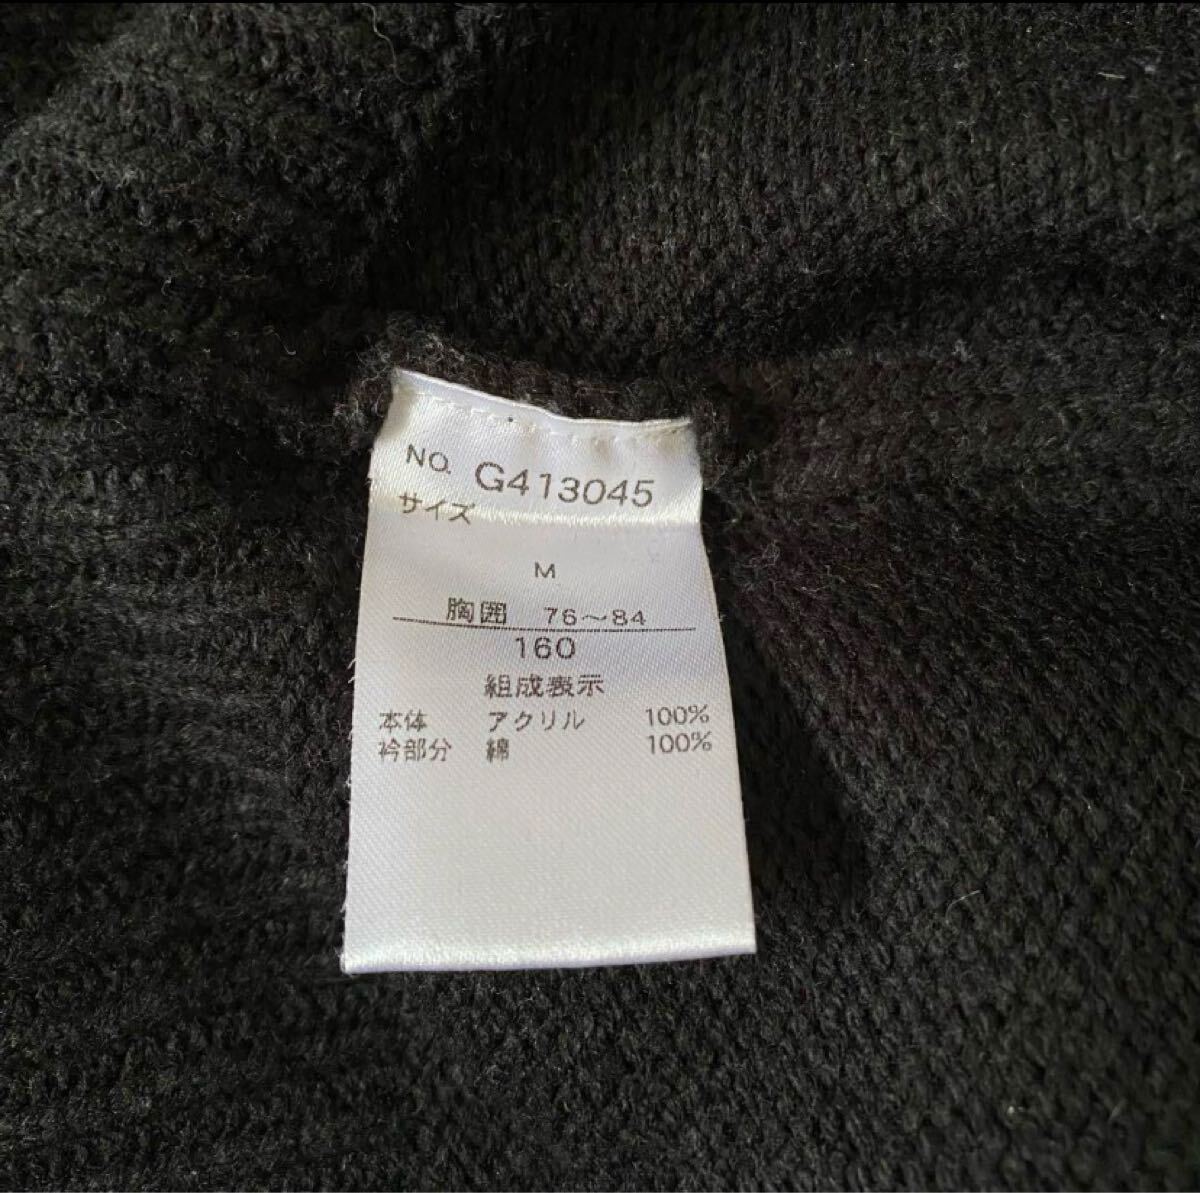 NO. G413045
サイズ
M
胸囲 76〜84
160
組成表示
本体 アクリル 100%
衿部分 綿 100%